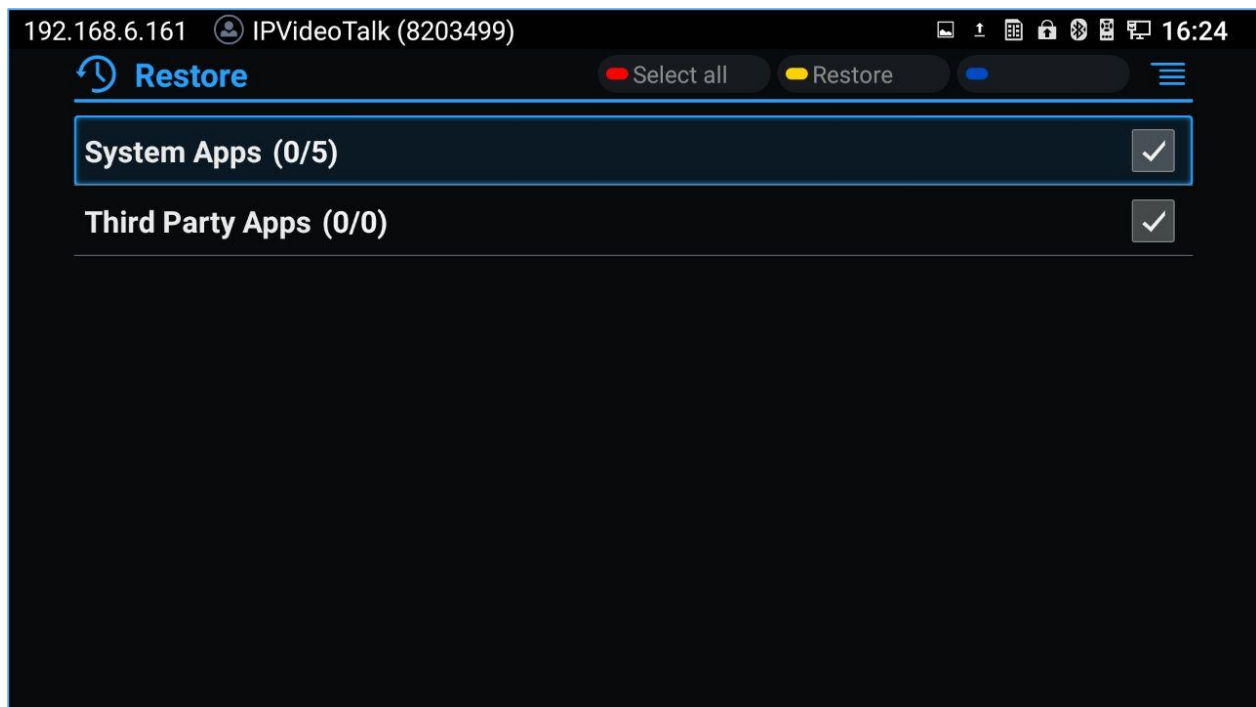 192.168.6.161 IPVideoTalk (8203499) 16:24
Restore Select all Restore
System Apps (0/5)
Third Party Apps (0/0)